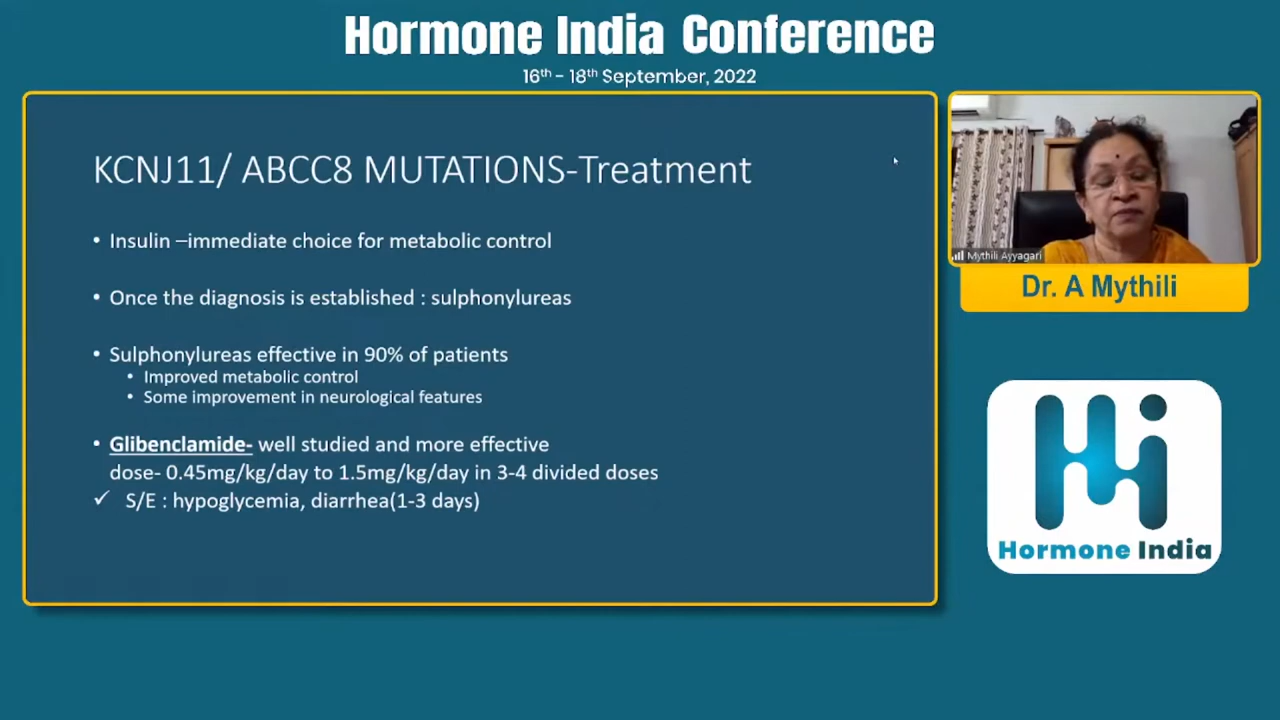 Hormone India Conference
16th - 18th September, 2022
KCNJ11/ ABCC8 MUTATIONS-Treatment
• Insulin –immediate choice for metabolic control
• Once the diagnosis is established : sulphonylureas
• Sulphonylureas effective in 90% of patients
• Improved metabolic control
• Some improvement in neurological features
• Glibenclamide- well studied and more effective
dose- 0.45mg/kg/day to 1.5mg/kg/day in 3-4 divided doses
✓ S/E : hypoglycemia, diarrhea(1-3 days)
Mythili Ayyagari
Dr. A Mythili
Hormone India